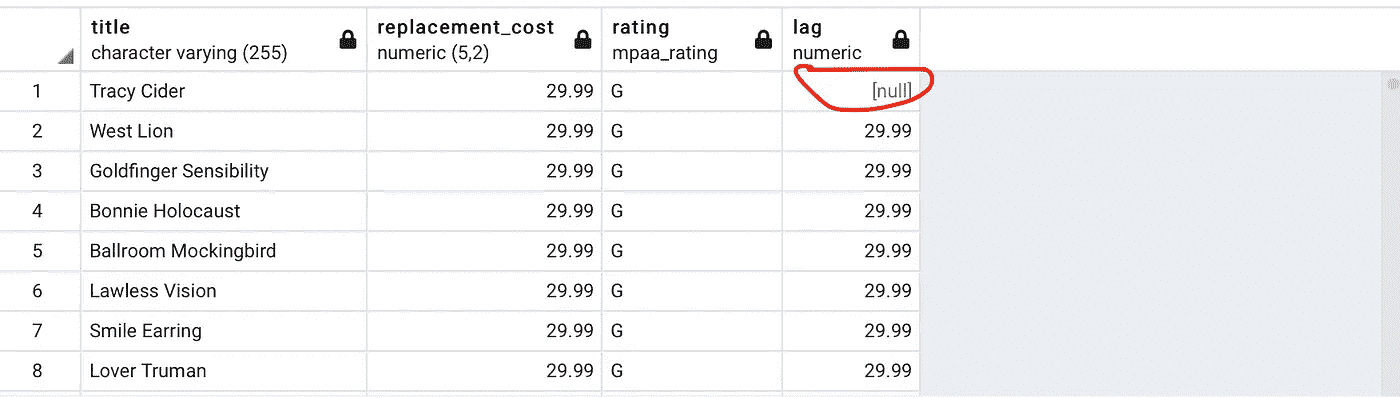 title replacement_cost rating lag
character varying (255) numeric (5,2) mpaa_rating numeric
1 Tracy Cider 29.99 G [null]
2 West Lion 29.99 G 29.99
3 Goldfinger Sensibility 29.99 G 29.99
4 Bonnie Holocaust 29.99 G 29.99
5 Ballroom Mockingbird 29.99 G 29.99
6 Lawless Vision 29.99 G 29.99
7 Smile Earring 29.99 G 29.99
8 Lover Truman 29.99 G 29.99